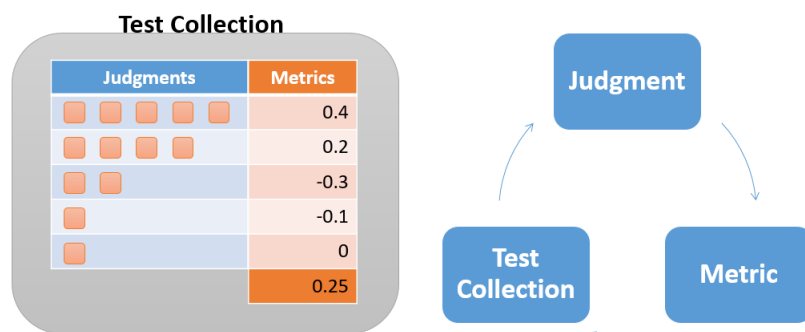 Test Collection
Judgments Metrics
0.4
0.2
-0.3
-0.1
0
0.25
Judgment
Test
Collection
Metric